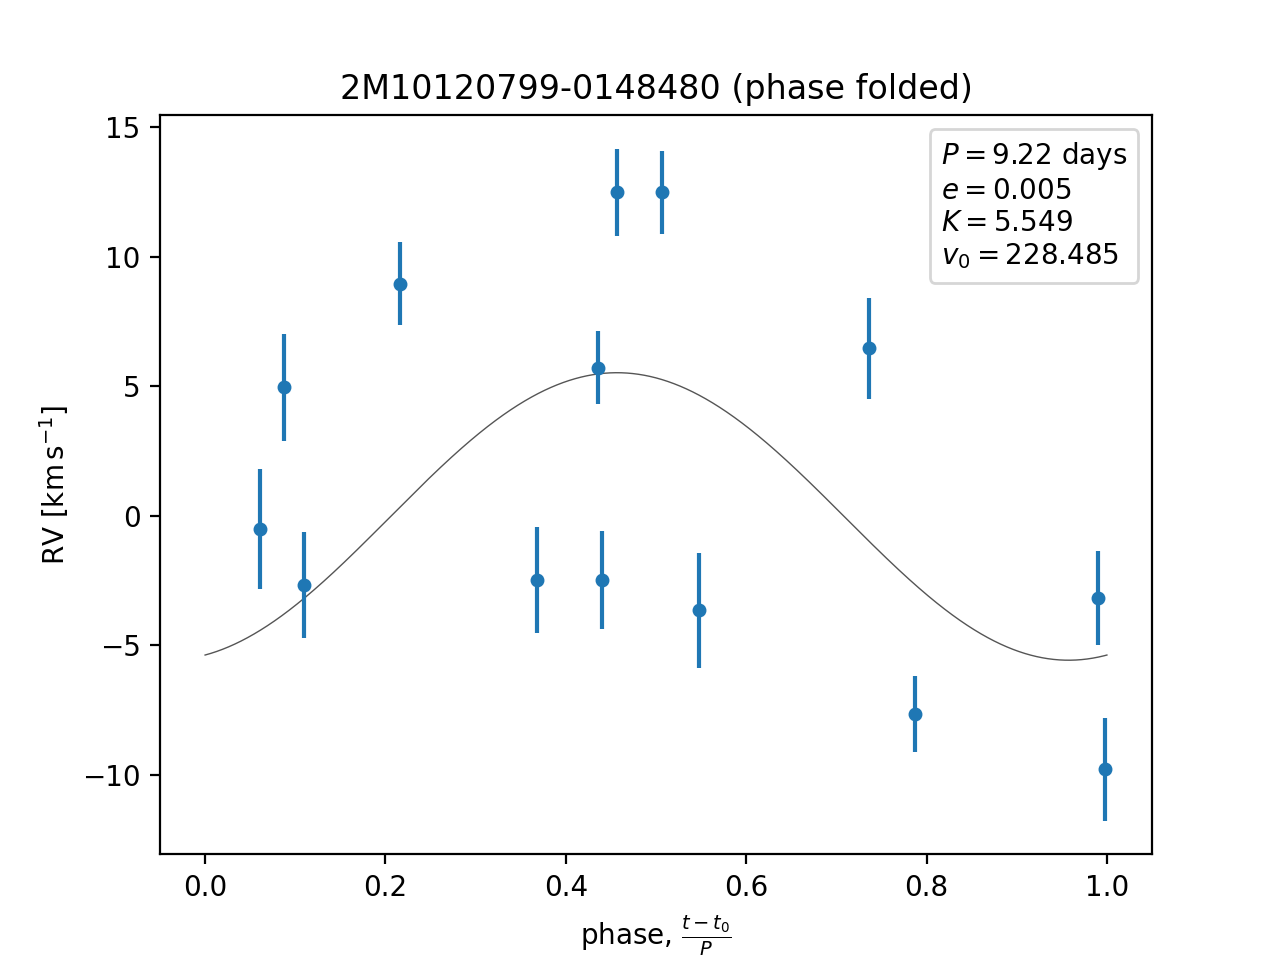 2M10120799-0148480 (phase folded)
P = 9.22 days
e = 0.005
K = 5.549
v₀ = 228.485
15
10
5
0
−5
−10
RV [km s⁻¹]
0.0 0.2 0.4 0.6 0.8 1.0
phase, (t − t₀)/P